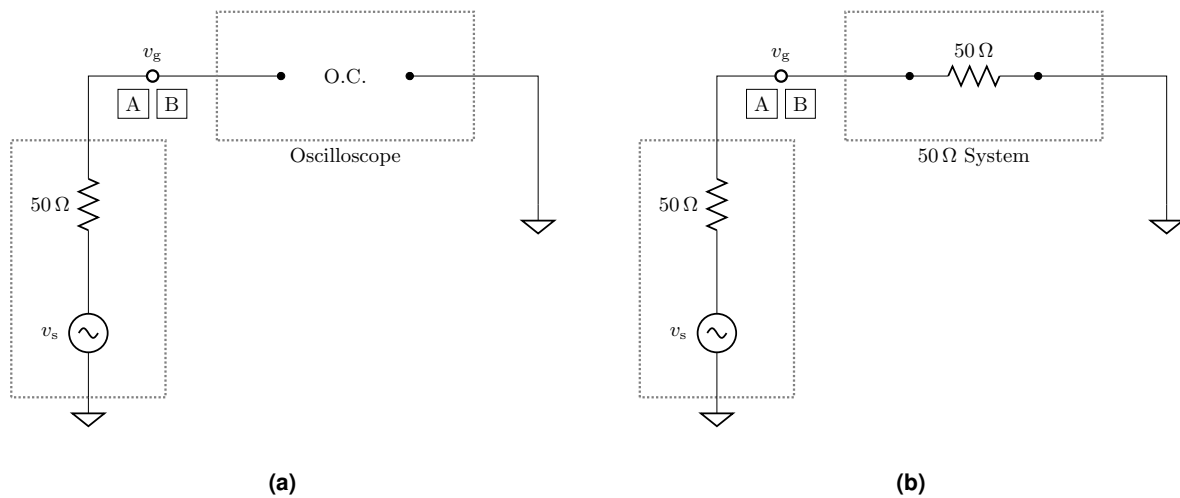 v_g
A B
O.C.
Oscilloscope
50 Ω
v_s
(a)
v_g
A B
50 Ω
50 Ω System
50 Ω
v_s
(b)